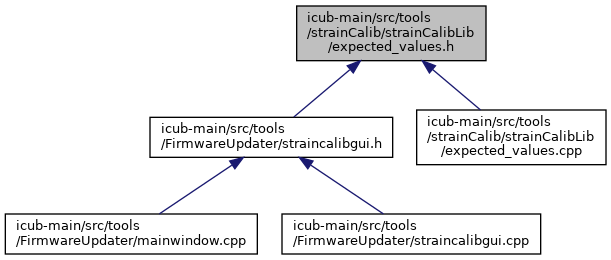 icub-main/src/tools
/strainCalib/strainCalibLib
/expected_values.h
icub-main/src/tools
/FirmwareUpdater/straincalibgui.h
icub-main/src/tools
/strainCalib/strainCalibLib
/expected_values.cpp
icub-main/src/tools
/FirmwareUpdater/mainwindow.cpp
icub-main/src/tools
/FirmwareUpdater/straincalibgui.cpp